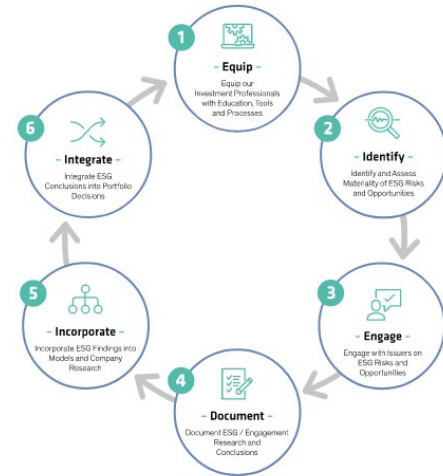 1
- Equip -
Equip our
Investment Professionals
with Education, Tools
and Processes
2
- Identify -
Identify and Assess
Materiality of ESG Risks
and Opportunities
3
- Engage -
Engage with Issuers on
ESG Risks and
Opportunities
4
- Document -
Document ESG / Engagement
Research and
Conclusions
5
- Incorporate -
Incorporate ESG Findings into
Models and Company
Research
6
- Integrate -
Integrate ESG
Conclusions into Portfolio
Decisions